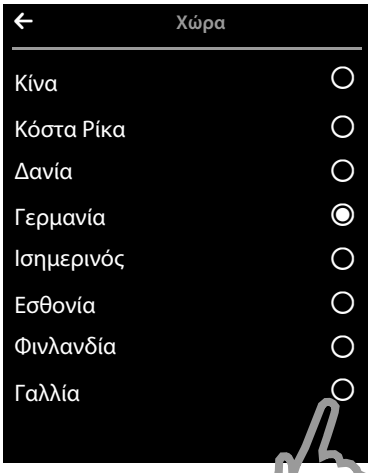 Χώρα
Κίνα
Κόστα Ρίκα
Δανία
Γερμανία
Ισημερινός
Εσθονία
Φινλανδία
Γαλλία